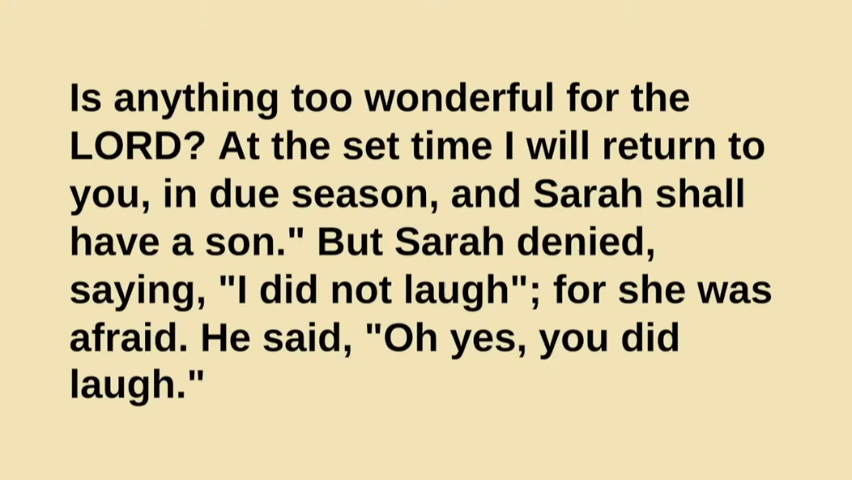 Is anything too wonderful for the
LORD? At the set time I will return to
you, in due season, and Sarah shall
have a son." But Sarah denied,
saying, "I did not laugh"; for she was
afraid. He said, "Oh yes, you did
laugh."